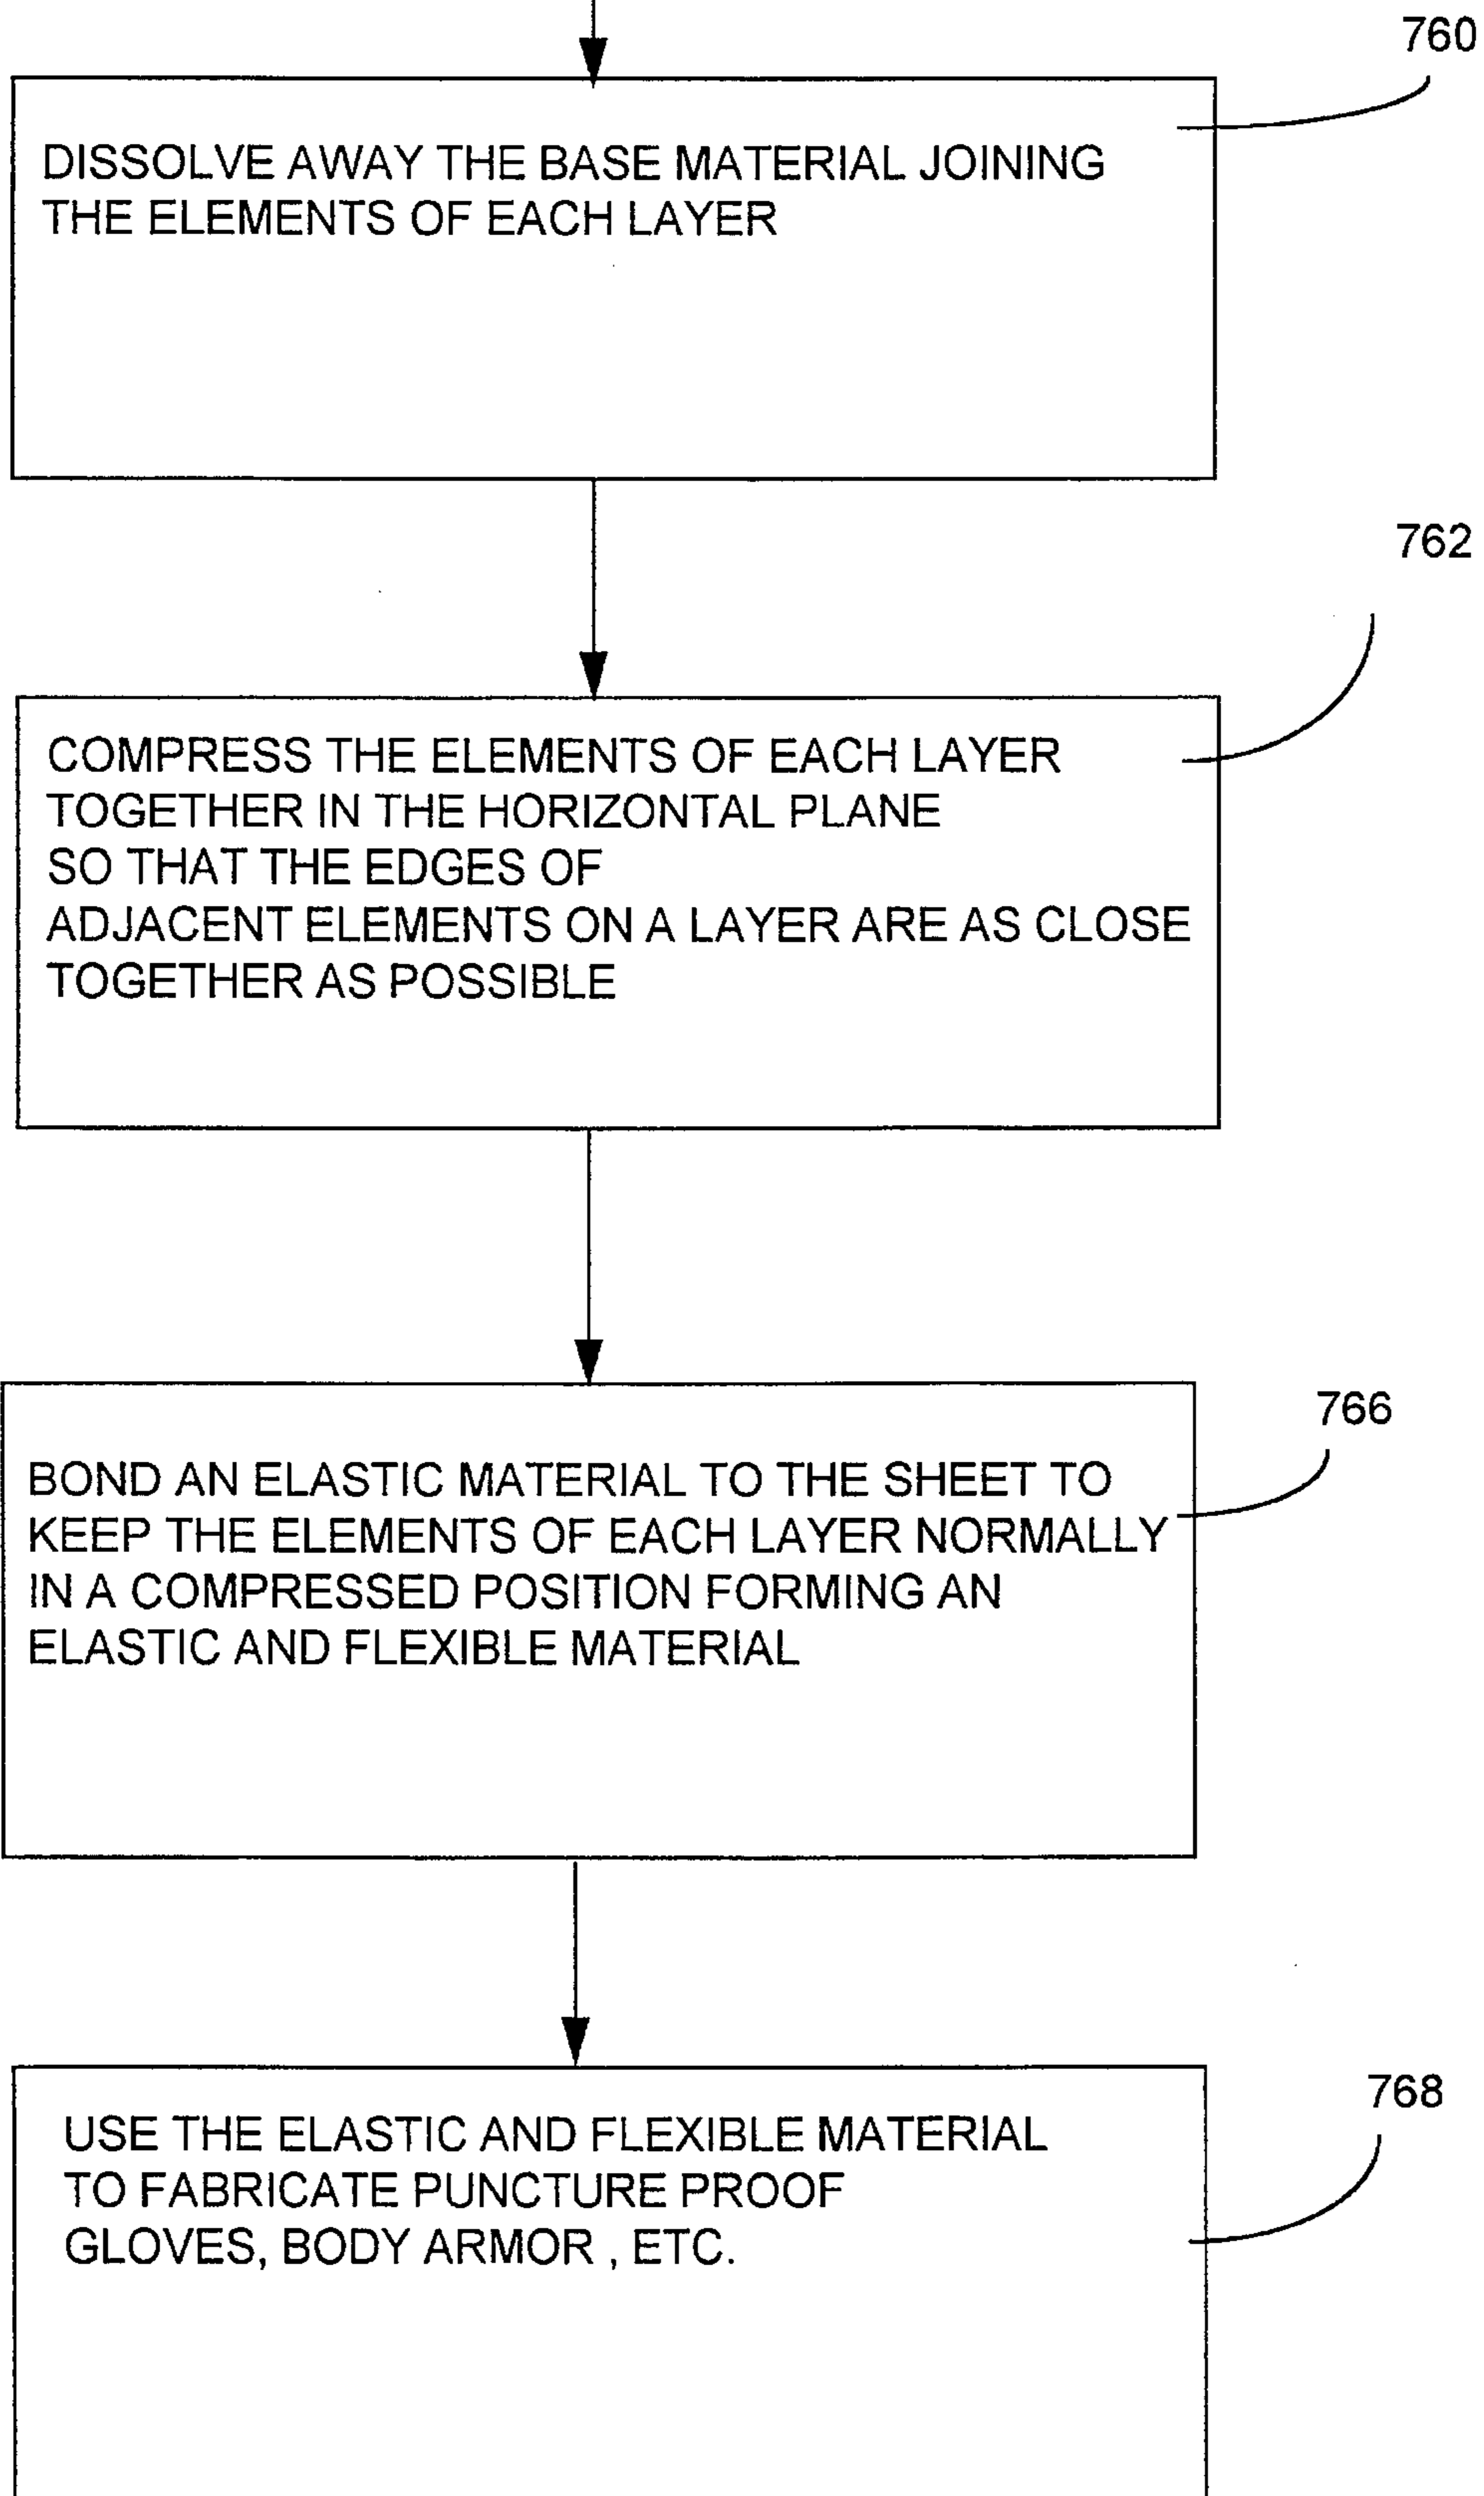 760
DISSOLVE AWAY THE BASE MATERIAL JOINING
THE ELEMENTS OF EACH LAYER
762
COMPRESS THE ELEMENTS OF EACH LAYER
TOGETHER IN THE HORIZONTAL PLANE
SO THAT THE EDGES OF
ADJACENT ELEMENTS ON A LAYER ARE AS CLOSE
TOGETHER AS POSSIBLE
766
BOND AN ELASTIC MATERIAL TO THE SHEET TO
KEEP THE ELEMENTS OF EACH LAYER NORMALLY
IN A COMPRESSED POSITION FORMING AN
ELASTIC AND FLEXIBLE MATERIAL
768
USE THE ELASTIC AND FLEXIBLE MATERIAL
TO FABRICATE PUNCTURE PROOF
GLOVES, BODY ARMOR , ETC.